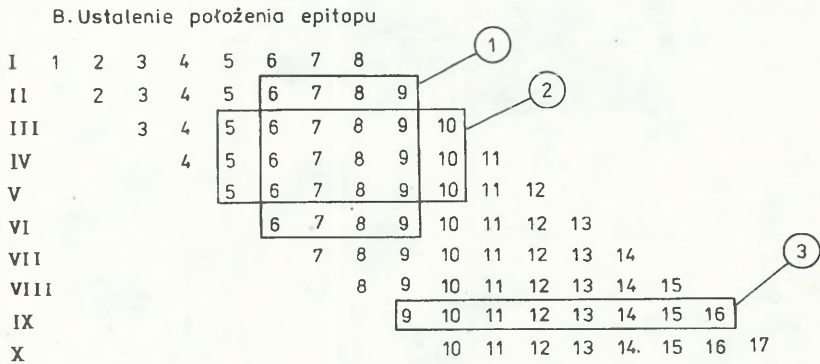 B. Ustalenie położenia epitopu
1
I 1 2 3 4 5 6 7 8
II 2 3 4 5 6 7 8 9
2
III 3 4 5 6 7 8 9 10
IV 4 5 6 7 8 9 10 11
V 5 6 7 8 9 10 11 12
VI 6 7 8 9 10 11 12 13
VII 7 8 9 10 11 12 13 14
3
VIII 8 9 10 11 12 13 14 15
IX 9 10 11 12 13 14 15 16
X 10 11 12 13 14 15 16 17